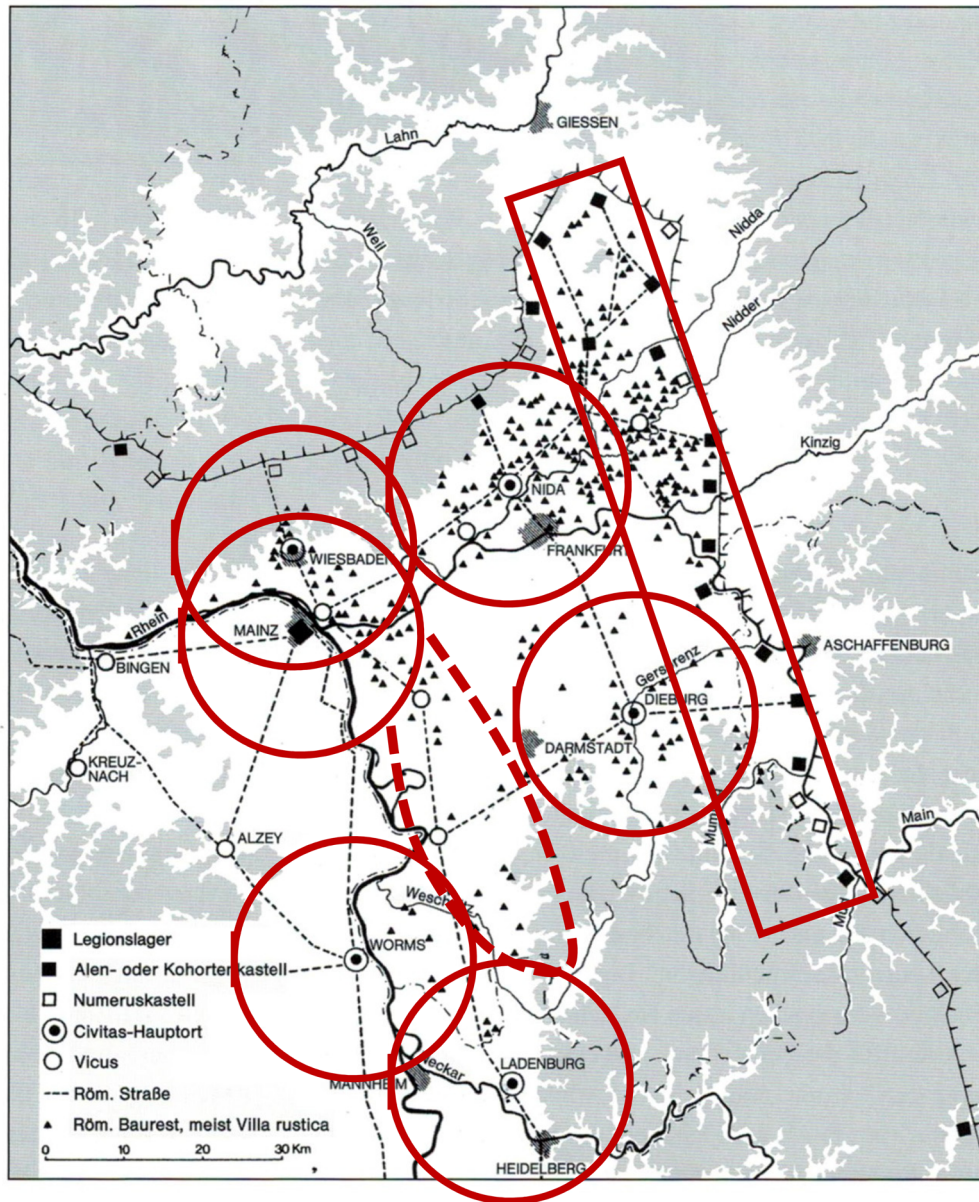 GIESSEN
Lahn
Weil
Nidda
Nidder
Kinzig
NIDA
FRANKFURT
WIESBADEN
MAINZ
Rhein
BINGEN
ASCHAFFENBURG
Gersprenz
DIEBURG
DARMSTADT
KREUZ-
NACH
ALZEY
Main
WORMS
LADENBURG
Neckar
MANNHEIM
HEIDELBERG
Legionslager
Alen- oder Kohortenkastell
Numeruskastell
Civitas-Hauptort
Vicus
Röm. Straße
Röm. Baurest, meist Villa rustica
0 10 20 30 Km